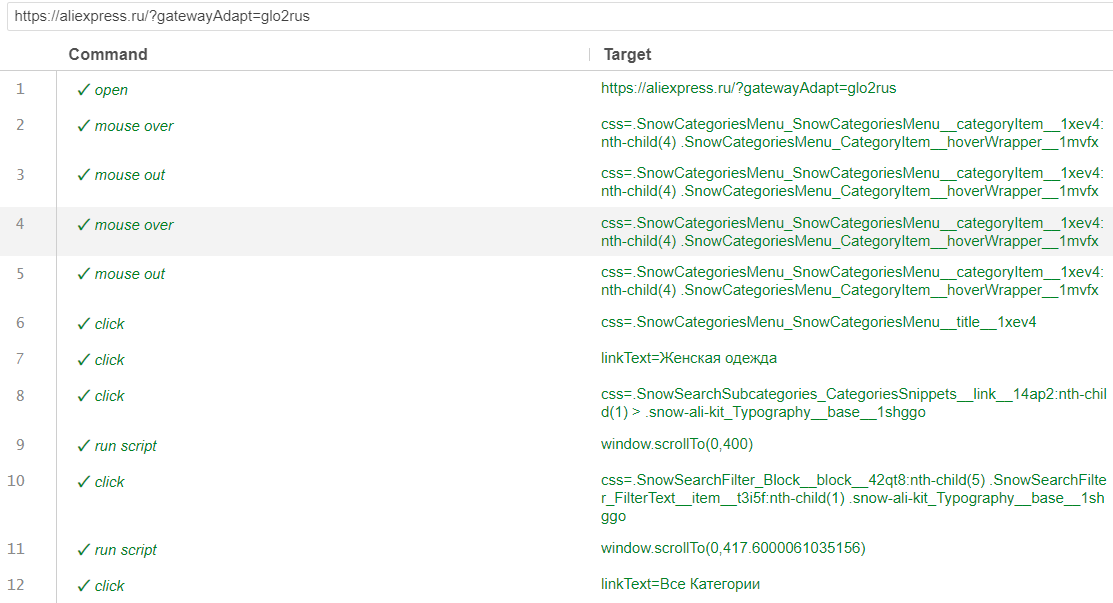 https://aliexpress.ru/?gatewayAdapt=glo2rus
Command Target
1 ✓ open https://aliexpress.ru/?gatewayAdapt=glo2rus
2 ✓ mouse over css=.SnowCategoriesMenu_SnowCategoriesMenu__categoryItem__1xev4:
nth-child(4) .SnowCategoriesMenu_CategoryItem__hoverWrapper__1mvfx
3 ✓ mouse out css=.SnowCategoriesMenu_SnowCategoriesMenu__categoryItem__1xev4:
nth-child(4) .SnowCategoriesMenu_CategoryItem__hoverWrapper__1mvfx
4 ✓ mouse over css=.SnowCategoriesMenu_SnowCategoriesMenu__categoryItem__1xev4:
nth-child(4) .SnowCategoriesMenu_CategoryItem__hoverWrapper__1mvfx
5 ✓ mouse out css=.SnowCategoriesMenu_SnowCategoriesMenu__categoryItem__1xev4:
nth-child(4) .SnowCategoriesMenu_CategoryItem__hoverWrapper__1mvfx
6 ✓ click css=.SnowCategoriesMenu_SnowCategoriesMenu__title__1xev4
7 ✓ click linkText=Женская одежда
8 ✓ click css=.SnowSearchSubcategories_CategoriesSnippets__link__14ap2:nth-chil
d(1) > .snow-ali-kit_Typography__base__1shggo
9 ✓ run script window.scrollTo(0,400)
10 ✓ click css=.SnowSearchFilter_Block__block__42qt8:nth-child(5) .SnowSearchFilte
r_FilterText__item__t3i5f:nth-child(1) .snow-ali-kit_Typography__base__1sh
ggo
11 ✓ run script window.scrollTo(0,417.6000061035156)
12 ✓ click linkText=Все Категории